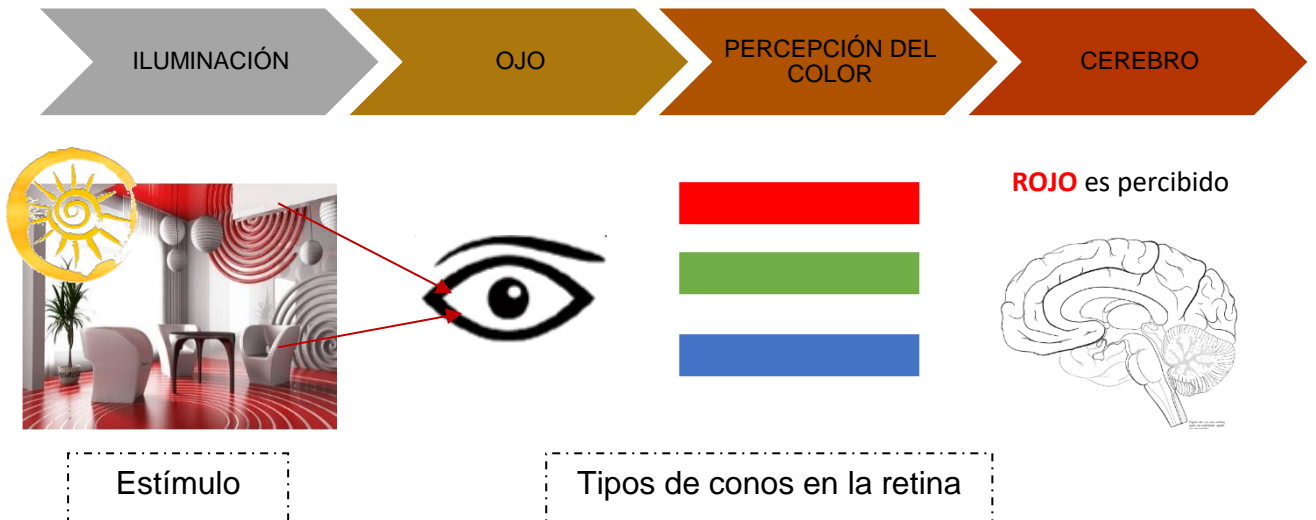 ILUMINACIÓN
OJO
PERCEPCIÓN DEL
COLOR
CEREBRO
ROJO es percibido
Estímulo
Tipos de conos en la retina